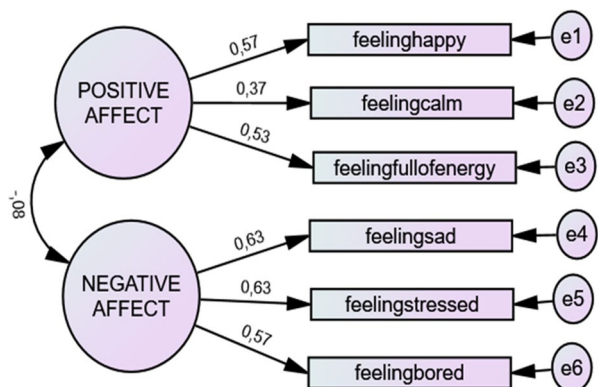 POSITIVE
AFFECT
0,57
feelinghappy
e1
0,37
feelingcalm
e2
0,53
feelingfullofenergy
e3
-,08
NEGATIVE
AFFECT
0,63
feelingsad
e4
0,63
feelingstressed
e5
0,57
feelingbored
e6